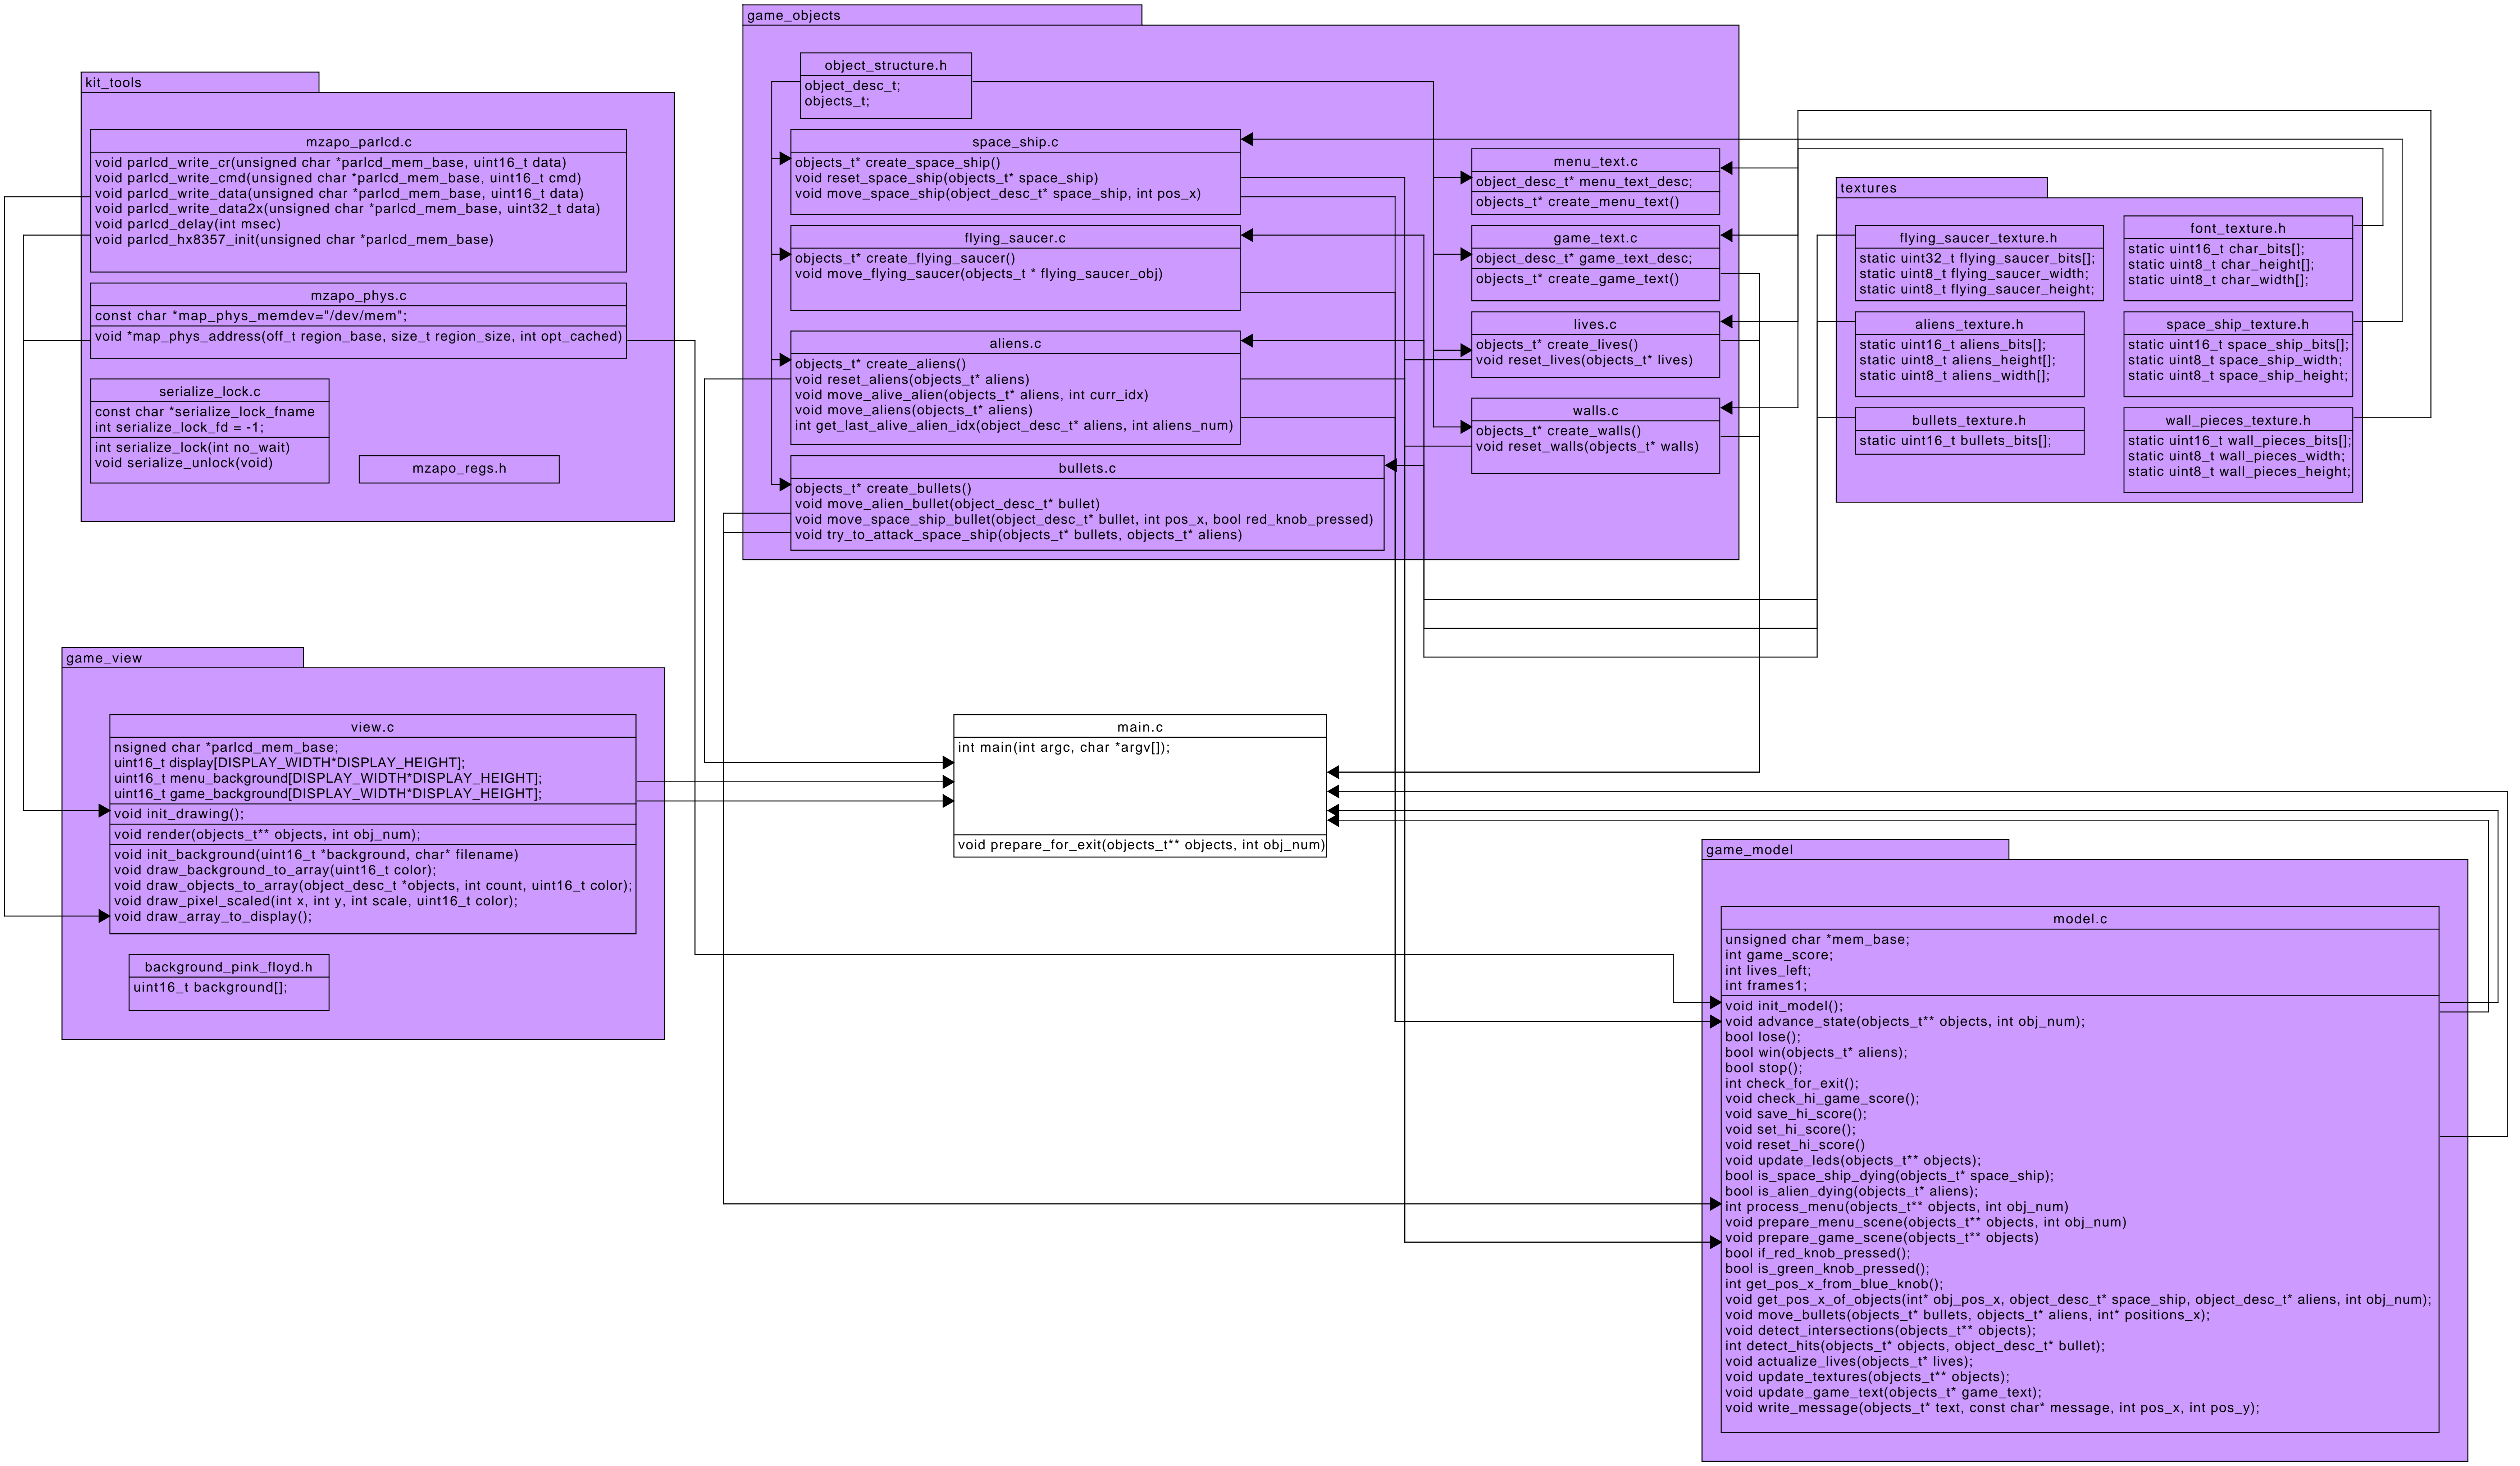 game_objects
object_structure.h
object_desc_t;
objects_t;
space_ship.c
objects_t* create_space_ship()
void reset_space_ship(objects_t* space_ship)
void move_space_ship(object_desc_t* space_ship, int pos_x)
flying_saucer.c
objects_t* create_flying_saucer()
void move_flying_saucer(objects_t * flying_saucer_obj)
aliens.c
objects_t* create_aliens()
void reset_aliens(objects_t* aliens)
void move_alive_alien(objects_t* aliens, int curr_idx)
void move_aliens(objects_t* aliens)
int get_last_alive_alien_idx(object_desc_t* aliens, int aliens_num)
bullets.c
objects_t* create_bullets()
void move_alien_bullet(object_desc_t* bullet)
void move_space_ship_bullet(object_desc_t* bullet, int pos_x, bool red_knob_pressed)
void try_to_attack_space_ship(objects_t* bullets, objects_t* aliens)
menu_text.c
object_desc_t* menu_text_desc;
objects_t* create_menu_text()
game_text.c
object_desc_t* game_text_desc;
objects_t* create_game_text()
lives.c
objects_t* create_lives()
void reset_lives(objects_t* lives)
walls.c
objects_t* create_walls()
void reset_walls(objects_t* walls)
kit_tools
mzapo_parlcd.c
void parlcd_write_cr(unsigned char *parlcd_mem_base, uint16_t data)
void parlcd_write_cmd(unsigned char *parlcd_mem_base, uint16_t cmd)
void parlcd_write_data(unsigned char *parlcd_mem_base, uint16_t data)
void parlcd_write_data2x(unsigned char *parlcd_mem_base, uint32_t data)
void parlcd_delay(int msec)
void parlcd_hx8357_init(unsigned char *parlcd_mem_base)
mzapo_phys.c
const char *map_phys_memdev="/dev/mem";
void *map_phys_address(off_t region_base, size_t region_size, int opt_cached)
serialize_lock.c
const char *serialize_lock_fname
int serialize_lock_fd = -1;
int serialize_lock(int no_wait)
void serialize_unlock(void)
mzapo_regs.h
textures
flying_saucer_texture.h
static uint32_t flying_saucer_bits[];
static uint8_t flying_saucer_width;
static uint8_t flying_saucer_height;
font_texture.h
static uint16_t char_bits[];
static uint8_t char_height[];
static uint8_t char_width[];
aliens_texture.h
static uint16_t aliens_bits[];
static uint8_t aliens_height[];
static uint8_t aliens_width[];
space_ship_texture.h
static uint16_t space_ship_bits[];
static uint8_t space_ship_width;
static uint8_t space_ship_height;
bullets_texture.h
static uint16_t bullets_bits[];
wall_pieces_texture.h
static uint16_t wall_pieces_bits[];
static uint8_t wall_pieces_width;
static uint8_t wall_pieces_height;
game_view
view.c
nsigned char *parlcd_mem_base;
uint16_t display[DISPLAY_WIDTH*DISPLAY_HEIGHT];
uint16_t menu_background[DISPLAY_WIDTH*DISPLAY_HEIGHT];
uint16_t game_background[DISPLAY_WIDTH*DISPLAY_HEIGHT];
void init_drawing();
void render(objects_t** objects, int obj_num);
void init_background(uint16_t *background, char* filename)
void draw_background_to_array(uint16_t color);
void draw_objects_to_array(object_desc_t *objects, int count, uint16_t color);
void draw_pixel_scaled(int x, int y, int scale, uint16_t color);
void draw_array_to_display();
background_pink_floyd.h
uint16_t background[];
main.c
int main(int argc, char *argv[]);
void prepare_for_exit(objects_t** objects, int obj_num)
game_model
model.c
unsigned char *mem_base;
int game_score;
int lives_left;
int frames1;
void init_model();
void advance_state(objects_t** objects, int obj_num);
bool lose();
bool win(objects_t* aliens);
bool stop();
int check_for_exit();
void check_hi_game_score();
void save_hi_score();
void set_hi_score();
void reset_hi_score()
void update_leds(objects_t** objects);
bool is_space_ship_dying(objects_t* space_ship);
bool is_alien_dying(objects_t* aliens);
int process_menu(objects_t** objects, int obj_num)
void prepare_menu_scene(objects_t** objects, int obj_num)
void prepare_game_scene(objects_t** objects)
bool if_red_knob_pressed();
bool is_green_knob_pressed();
int get_pos_x_from_blue_knob();
void get_pos_x_of_objects(int* obj_pos_x, object_desc_t* space_ship, object_desc_t* aliens, int obj_num);
void move_bullets(objects_t* bullets, objects_t* aliens, int* positions_x);
void detect_intersections(objects_t** objects);
int detect_hits(objects_t* objects, object_desc_t* bullet);
void actualize_lives(objects_t* lives);
void update_textures(objects_t** objects);
void update_game_text(objects_t* game_text);
void write_message(objects_t* text, const char* message, int pos_x, int pos_y);